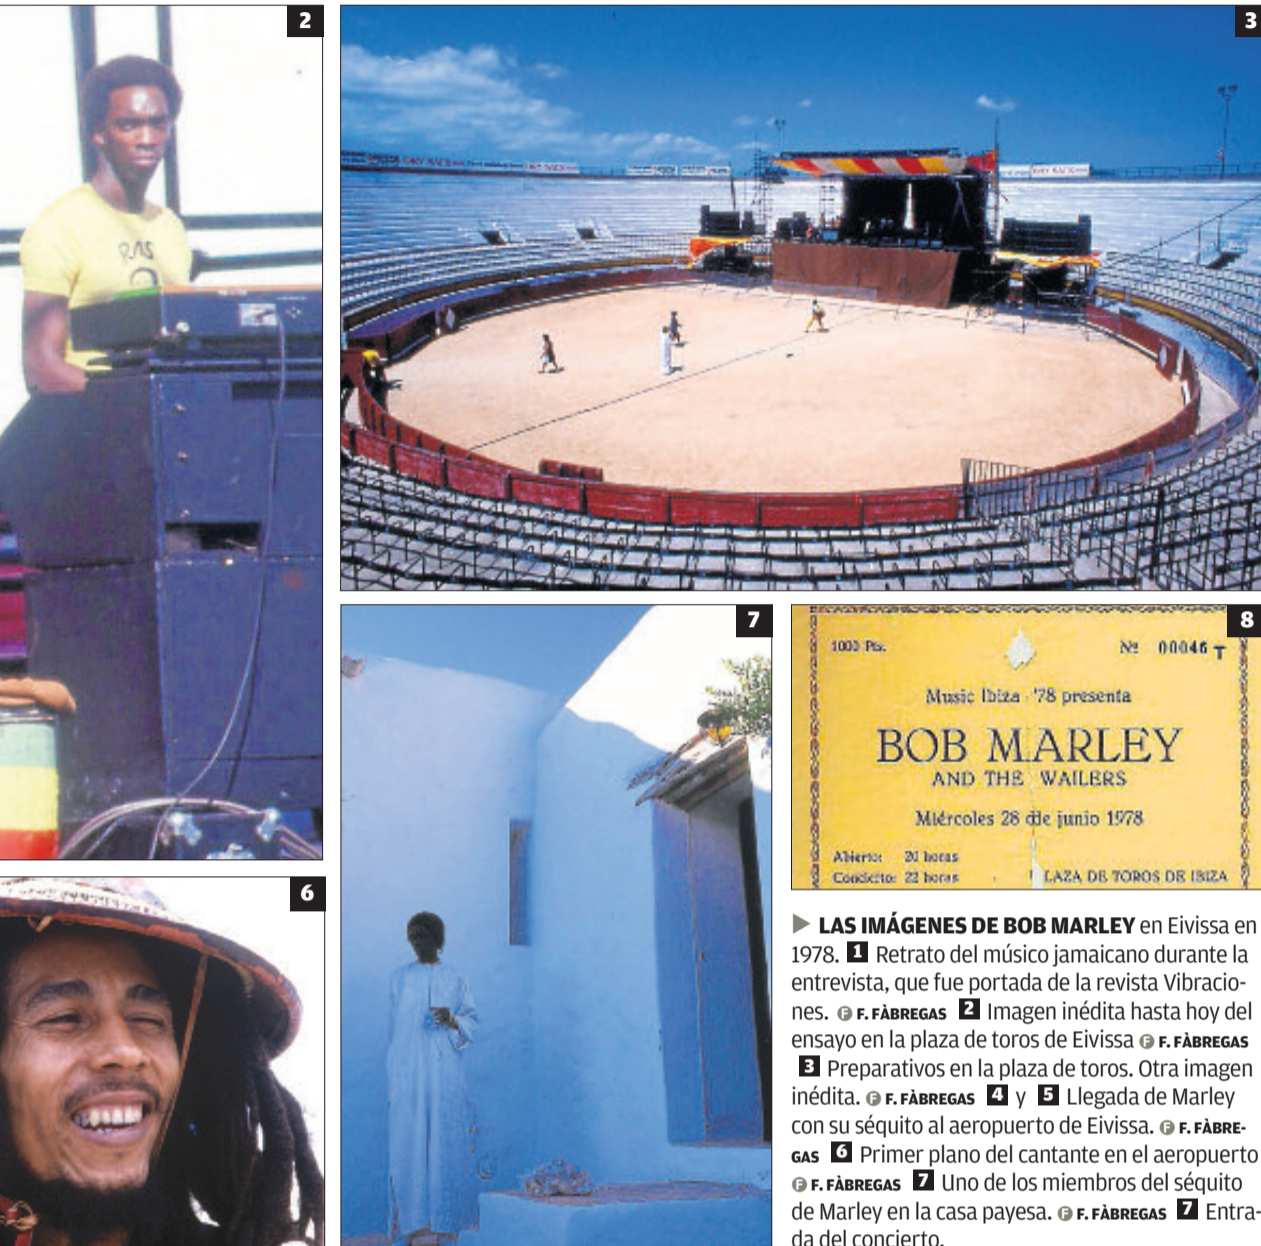 2
3
RAS
7
8
1000 Pts.
Nº 00046 T
Music Ibiza '78 presenta
BOB MARLEY
AND THE WAILERS
Miércoles 28 de junio 1978
Abierto: 20 horas
Concierto: 22 horas
LAZA DE TOROS DE IBIZA
6
▶ LAS IMÁGENES DE BOB MARLEY en Eivissa en
1978. 1 Retrato del músico jamaicano durante la
entrevista, que fue portada de la revista Vibracio-
nes. F F. FÀBREGAS 2 Imagen inédita hasta hoy del
ensayo en la plaza de toros de Eivissa F F. FÀBREGAS
3 Preparativos en la plaza de toros. Otra imagen
inédita. F F. FÀBREGAS 4 y 5 Llegada de Marley
con su séquito al aeropuerto de Eivissa. F F. FÀBRE-
GAS 6 Primer plano del cantante en el aeropuerto
F F. FÀBREGAS 7 Uno de los miembros del séquito
de Marley en la casa payesa. F F. FÀBREGAS 7 Entra-
da del concierto.